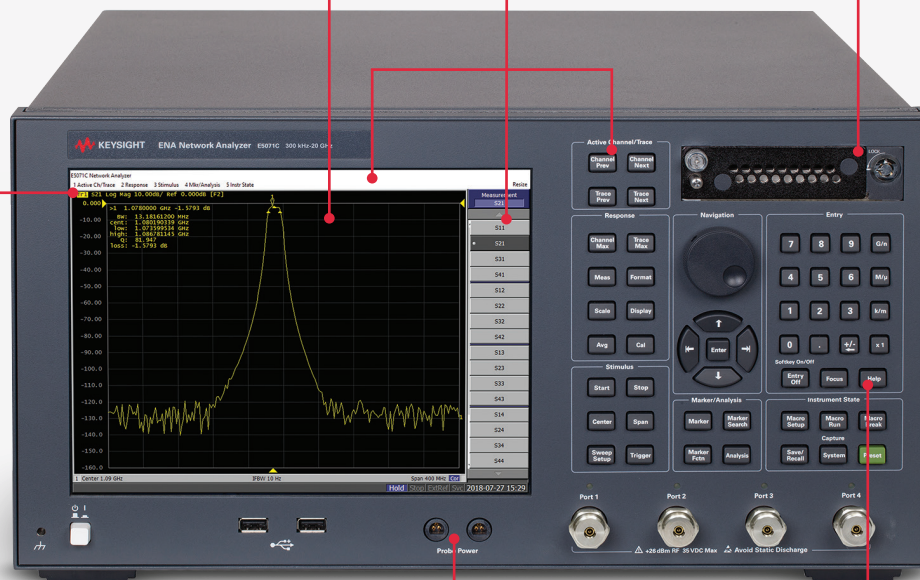 KEYSIGHT ENA Network Analyzer E5071C 300 kHz-20 GHz
E5071C Network Analyzer
1 Active Ch/Trace 2 Response 3 Stimulus 4 Mkr/Analysis 5 Instr State
Resize
Tr1 S21 Log Mag 10.00dB/ Ref 0.000dB [F2]
0.000
>1 1.0780000 GHz -1.5793 dB
BW: 13.18161200 MHz
cent: 1.080190339 GHz
low: 1.073599534 GHz
high: 1.086781145 GHz
Q: 81.947
loss: -1.5793 dB
-10.00
-20.00
-30.00
-40.00
-50.00
-60.00
-70.00
-80.00
-90.00
-100.0
-110.0
-120.0
-130.0
-140.0
-150.0
-160.0
1
Measurement
S21
S11
S21
S31
S41
S12
S22
S32
S42
S13
S23
S33
S43
S14
S24
S34
S44
1 Center 1.09 GHz IFBW 10 Hz Span 400 MHz Cor
Hold Stop ExtRef Svc 2018-07-27 15:29
Active Channel/Trace
Channel Prev
Channel Next
Trace Prev
Trace Next
Response
Channel Max
Trace Max
Meas
Format
Scale
Display
Avg
Cal
Stimulus
Start
Stop
Center
Span
Sweep Setup
Trigger
LOCK
Navigation
Enter
Entry
7 8 9 G/n
4 5 6 M/µ
1 2 3 k/m
0 . +/- x1
Softkey On/Off
Entry Off
Focus
Help
Marker/Analysis
Marker
Marker Search
Marker Fctn
Analysis
Instrument State
Macro Setup
Macro Run
Macro Break
Capture
Save/Recall
System
Preset
Probe Power
Port 1
Port 2
Port 3
Port 4
+26 dBm RF 35 VDC Max Avoid Static Discharge